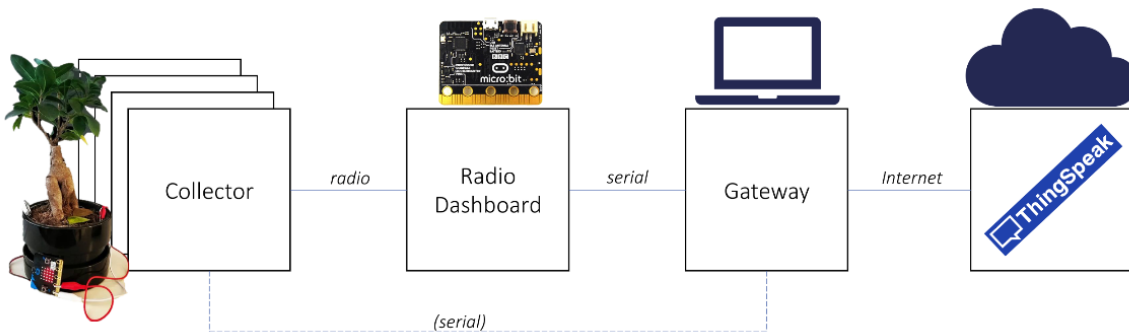 micro:bit
Collector
radio
Radio
Dashboard
serial
Gateway
Internet
ThingSpeak
(serial)